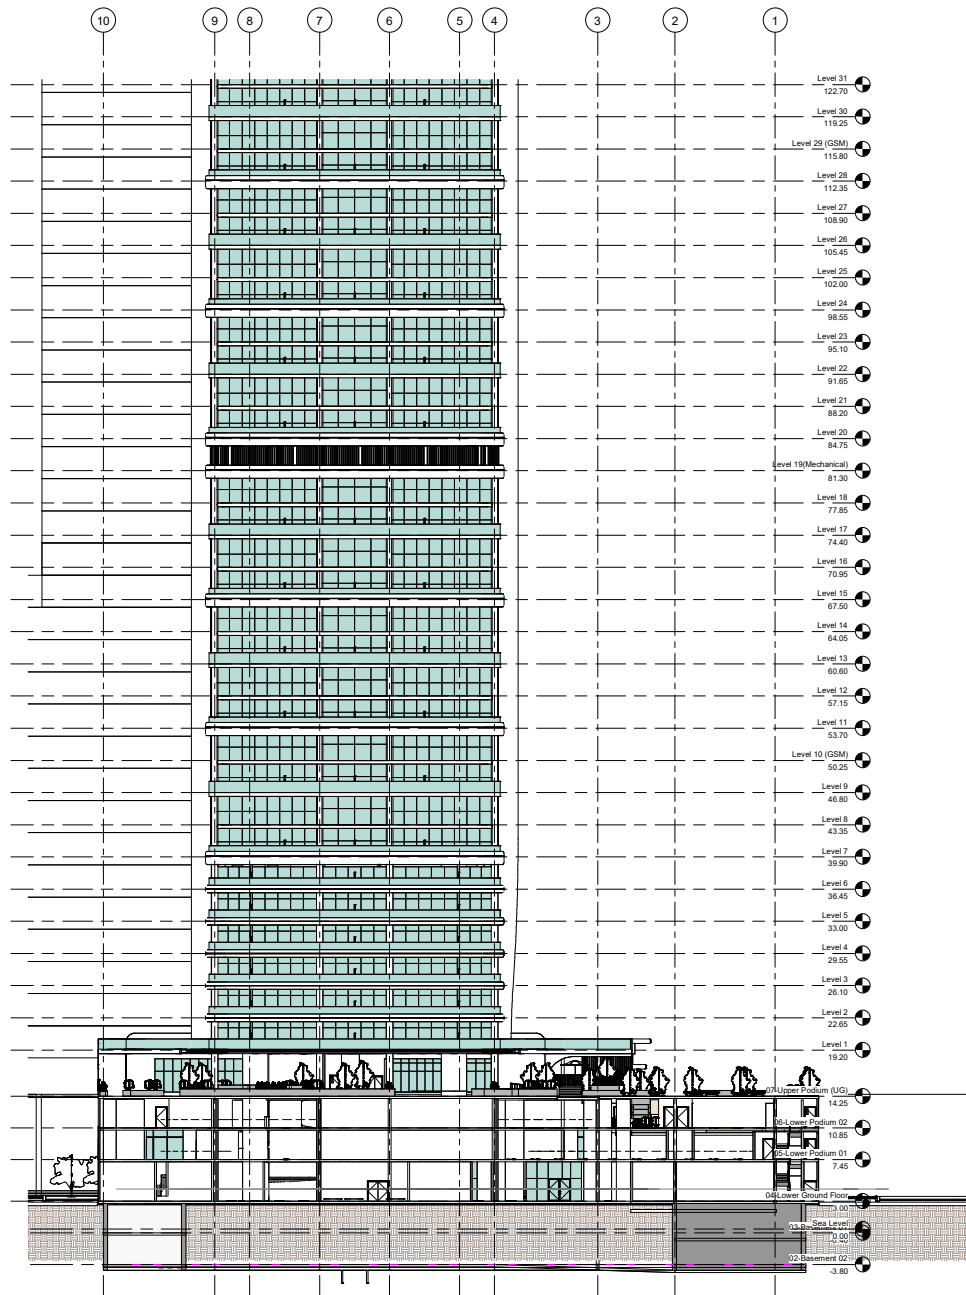 10 9 8 7 6 5 4 3 2 1
Level 31
122.70
Level 30
119.25
Level 29 (GSM)
115.80
Level 28
112.35
Level 27
108.90
Level 26
105.45
Level 25
102.00
Level 24
98.55
Level 23
95.10
Level 22
91.65
Level 21
88.20
Level 20
84.75
Level 19(Mechanical)
81.30
Level 18
77.85
Level 17
74.40
Level 16
70.95
Level 15
67.50
Level 14
64.05
Level 13
60.60
Level 12
57.15
Level 11
53.70
Level 10 (GSM)
50.25
Level 9
46.80
Level 8
43.35
Level 7
39.90
Level 6
36.45
Level 5
33.00
Level 4
29.55
Level 3
26.10
Level 2
22.65
Level 1
19.20
07-Upper Podium (UG)
14.25
06-Lower Podium 02
10.85
05-Lower Podium 01
7.45
04-Lower Ground Floor
3.00
Sea Level
0.00
02-Basement 02
-3.80